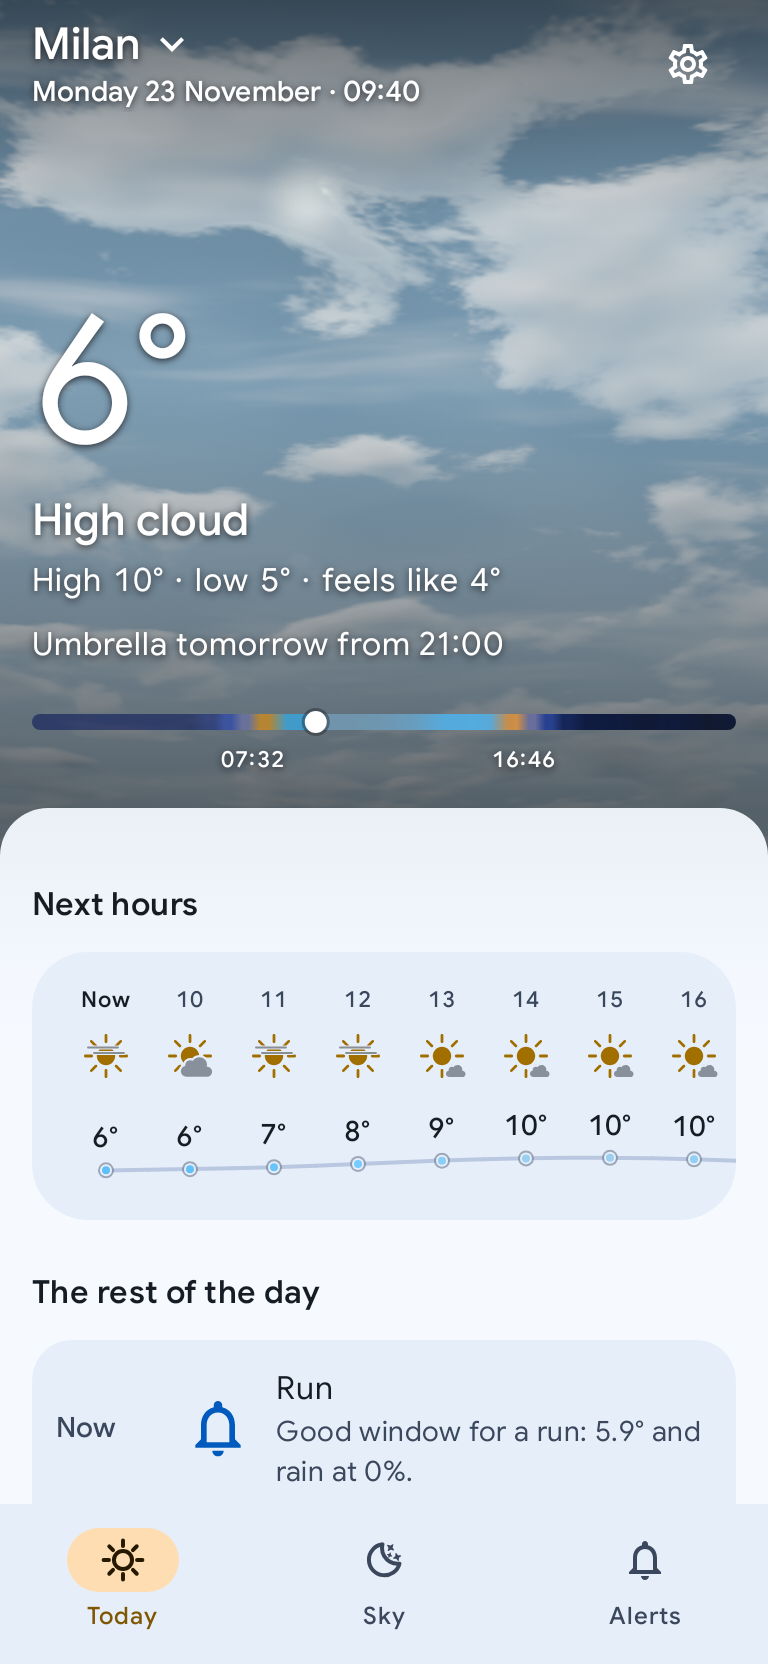 Milan
Monday 23 November · 09:40
6°
High cloud
High 10° · low 5° · feels like 4°
Umbrella tomorrow from 21:00
07:32 16:46
Next hours
Now 10 11 12 13 14 15 16
6° 6° 7° 8° 9° 10° 10° 10°
The rest of the day
Run
Now
Good window for a run: 5.9° and
rain at 0%.
Today Sky Alerts